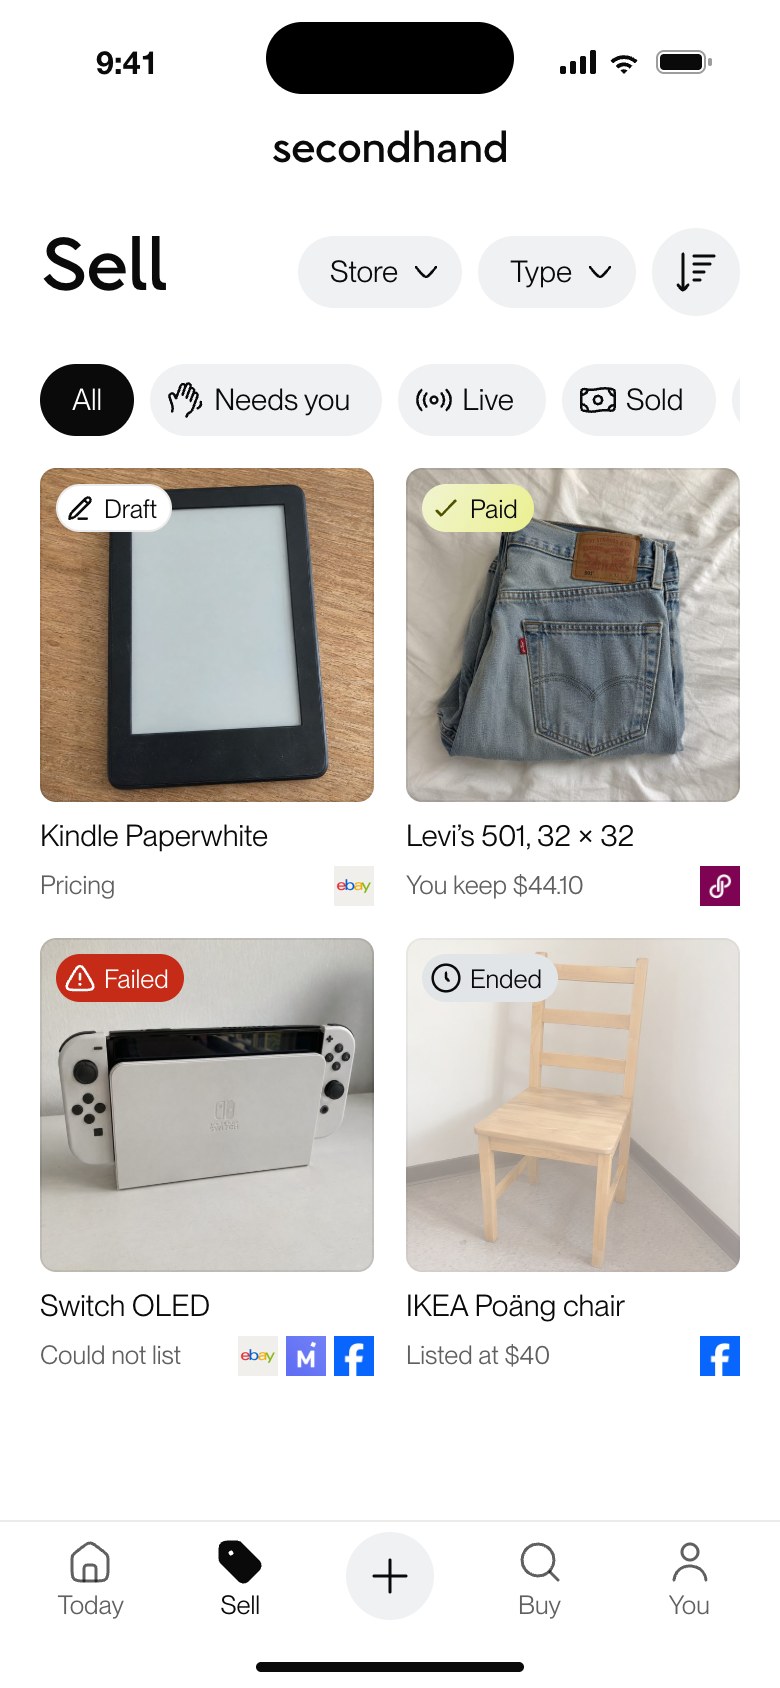 9:41
secondhand
Sell
Store
Type
All
Needs you
Live
Sold
Draft
Paid
Kindle Paperwhite
Levi's 501, 32 × 32
Pricing
ebay
You keep $44.10
Failed
Ended
Switch OLED
IKEA Poäng chair
Could not list
ebay
Listed at $40
Today
Sell
Buy
You